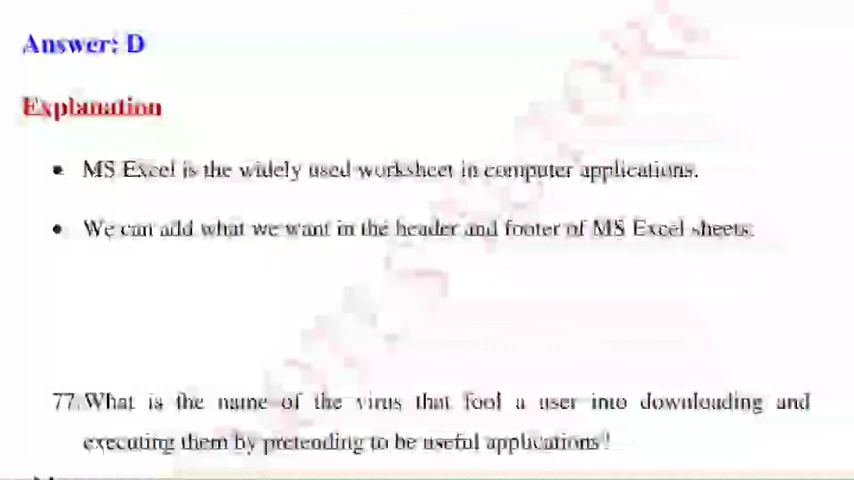 Answer: D
Explanation
• MS Excel is the widely used worksheet in computer applications.
• We can add what we want in the header and footer of MS Excel sheets.
77. What is the name of the virus that fool a user into downloading and
executing them by pretending to be useful applications?